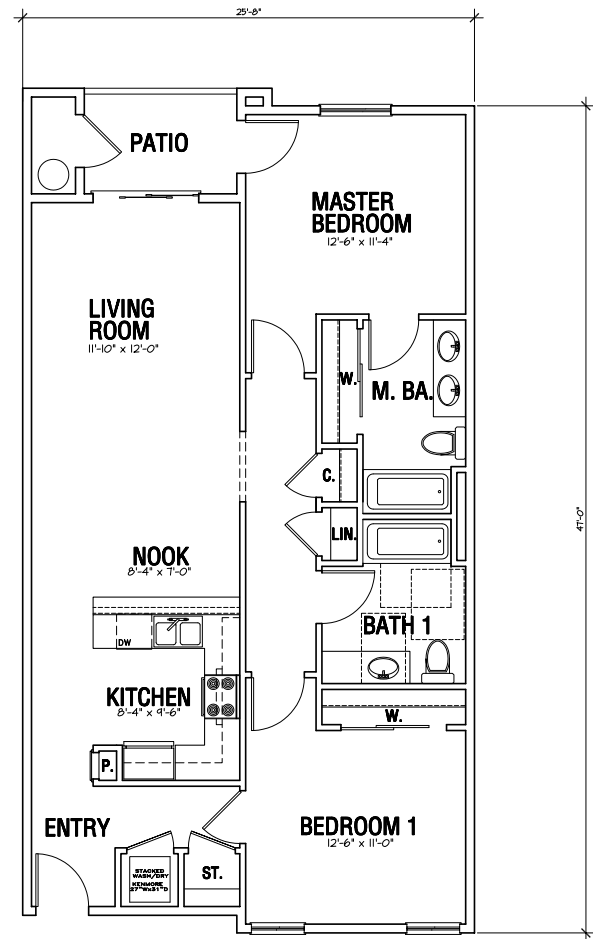 25'-8"
PATIO
MASTER
BEDROOM
12'-6" x 11'-4"
LIVING
ROOM
11'-10" x 12'-0"
W.
M. BA.
C.
47'-0"
LIN.
NOOK
8'-4" x 7'-0"
BATH 1
DW
KITCHEN
8'-4" x 9'-6"
W.
P.
ENTRY
BEDROOM 1
12'-6" x 11'-0"
STACKED
WASH/DRY
KENMORE
27"Wx31"D
ST.